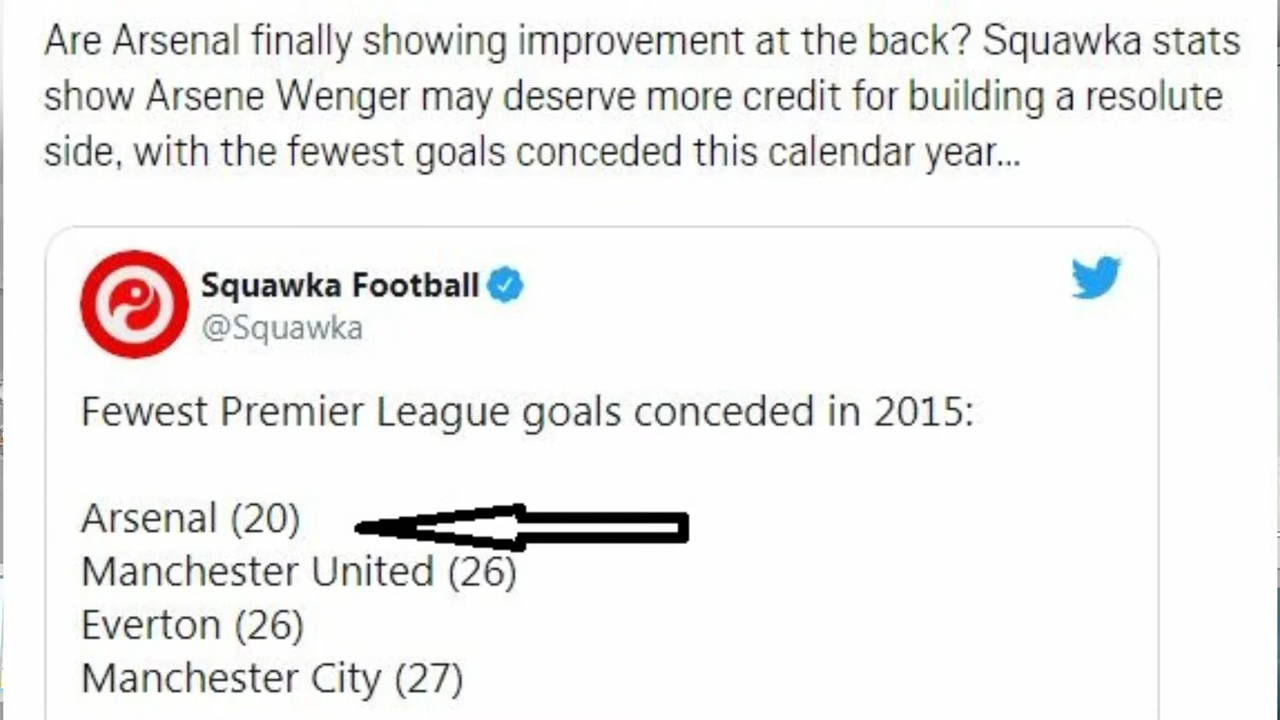 Are Arsenal finally showing improvement at the back? Squawka stats
show Arsene Wenger may deserve more credit for building a resolute
side, with the fewest goals conceded this calendar year...
Squawka Football
@Squawka
Fewest Premier League goals conceded in 2015:
Arsenal (20)
Manchester United (26)
Everton (26)
Manchester City (27)